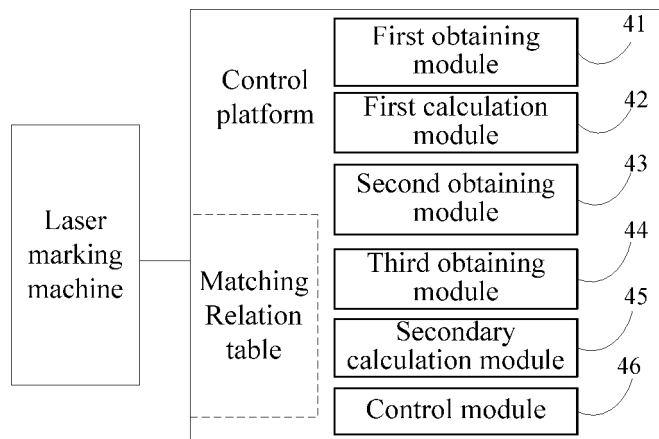 Laser
marking
machine
Control
platform
Matching
Relation
table
First obtaining
module
41
First calculation
module
42
Second obtaining
module
43
Third obtaining
module
44
Secondary
calculation module
45
Control module
46